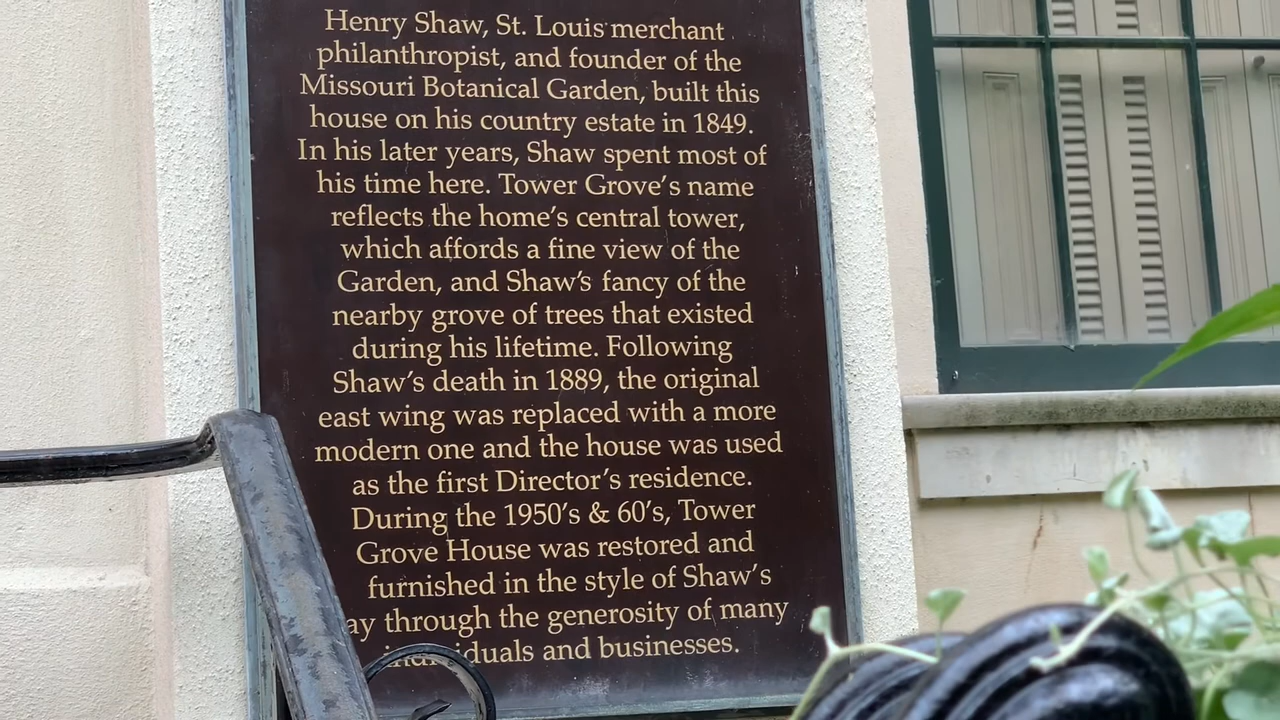 Henry Shaw, St. Louis merchant
philanthropist, and founder of the
Missouri Botanical Garden, built this
house on his country estate in 1849.
In his later years, Shaw spent most of
his time here. Tower Grove's name
reflects the home's central tower,
which affords a fine view of the
Garden, and Shaw's fancy of the
nearby grove of trees that existed
during his lifetime. Following
Shaw's death in 1889, the original
east wing was replaced with a more
modern one and the house was used
as the first Director's residence.
During the 1950's & 60's, Tower
Grove House was restored and
furnished in the style of Shaw's
ay through the generosity of many
individuals and businesses.